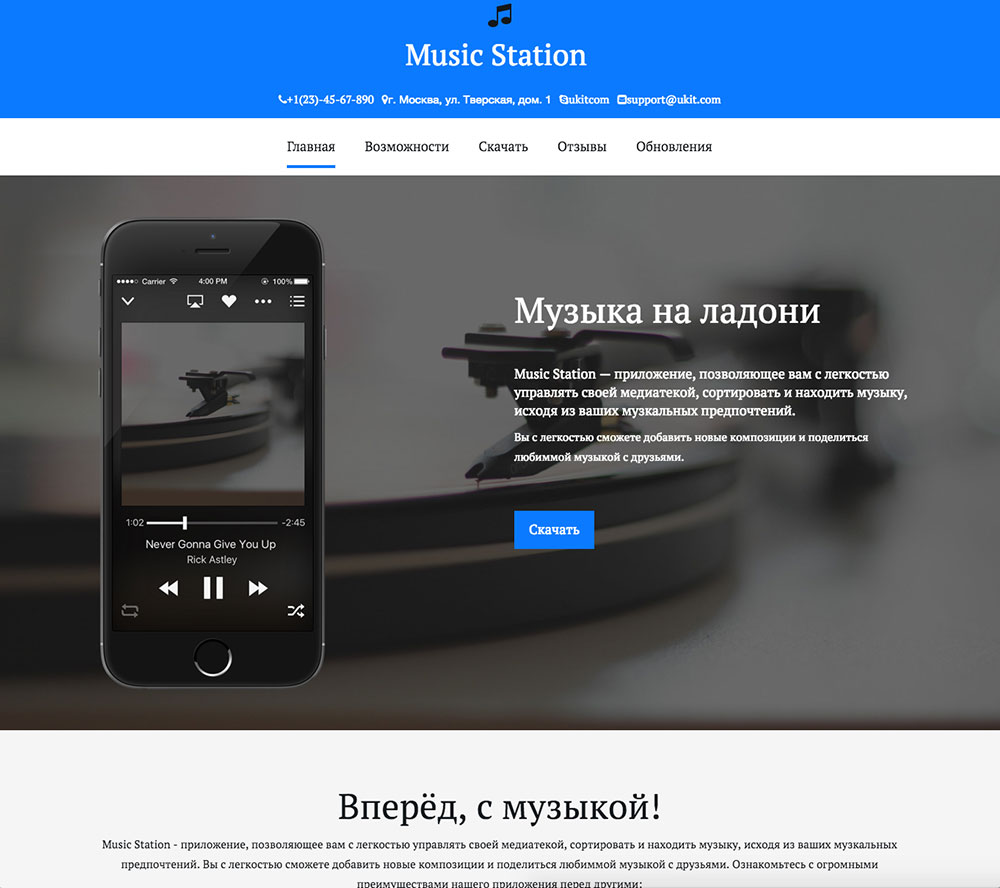 Music Station
+1(23)-45-67-890 г. Москва, ул. Тверская, дом. 1 ukitcom support@ukit.com
Главная Возможности Скачать Отзывы Обновления
Carrier 4:00 PM 100%
1:02 -2:45
Never Gonna Give You Up
Rick Astley
Музыка на ладони
Music Station — приложение, позволяющее вам с легкостью
управлять своей медиатекой, сортировать и находить музыку,
исходя из ваших музкальных предпочтений.
Вы с легкостью сможете добавить новые композиции и поделиться
любиммой музыкой с друзьями.
Скачать
Вперёд, с музыкой!
Music Station - приложение, позволяющее вам с легкостью управлять своей медиатекой, сортировать и находить музыку, исходя из ваших музкальных
предпочтений. Вы с легкостью сможете добавить новые композиции и поделиться любиммой музыкой с друзьями. Ознакомьтесь с огромными
преимуществами нашего приложения перед другими: